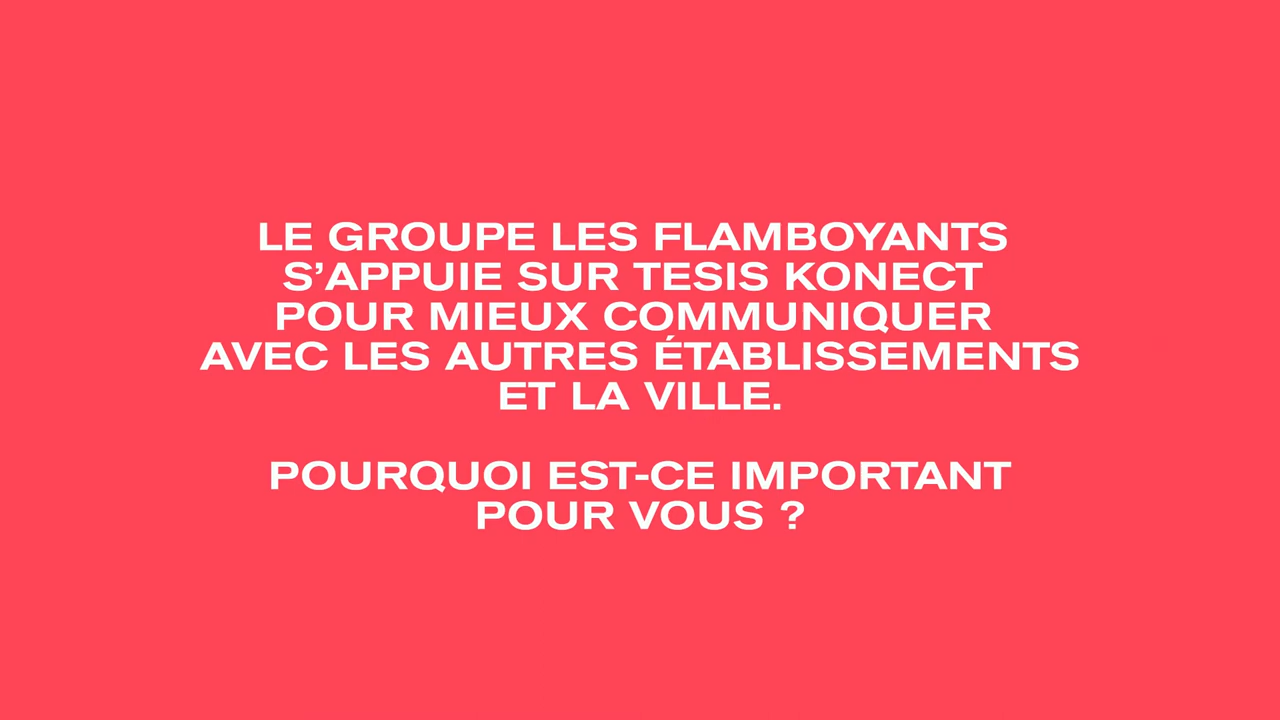 LE GROUPE LES FLAMBOYANTS
S’APPUIE SUR TESIS KONECT
POUR MIEUX COMMUNIQUER
AVEC LES AUTRES ÉTABLISSEMENTS
ET LA VILLE.
POURQUOI EST-CE IMPORTANT
POUR VOUS ?